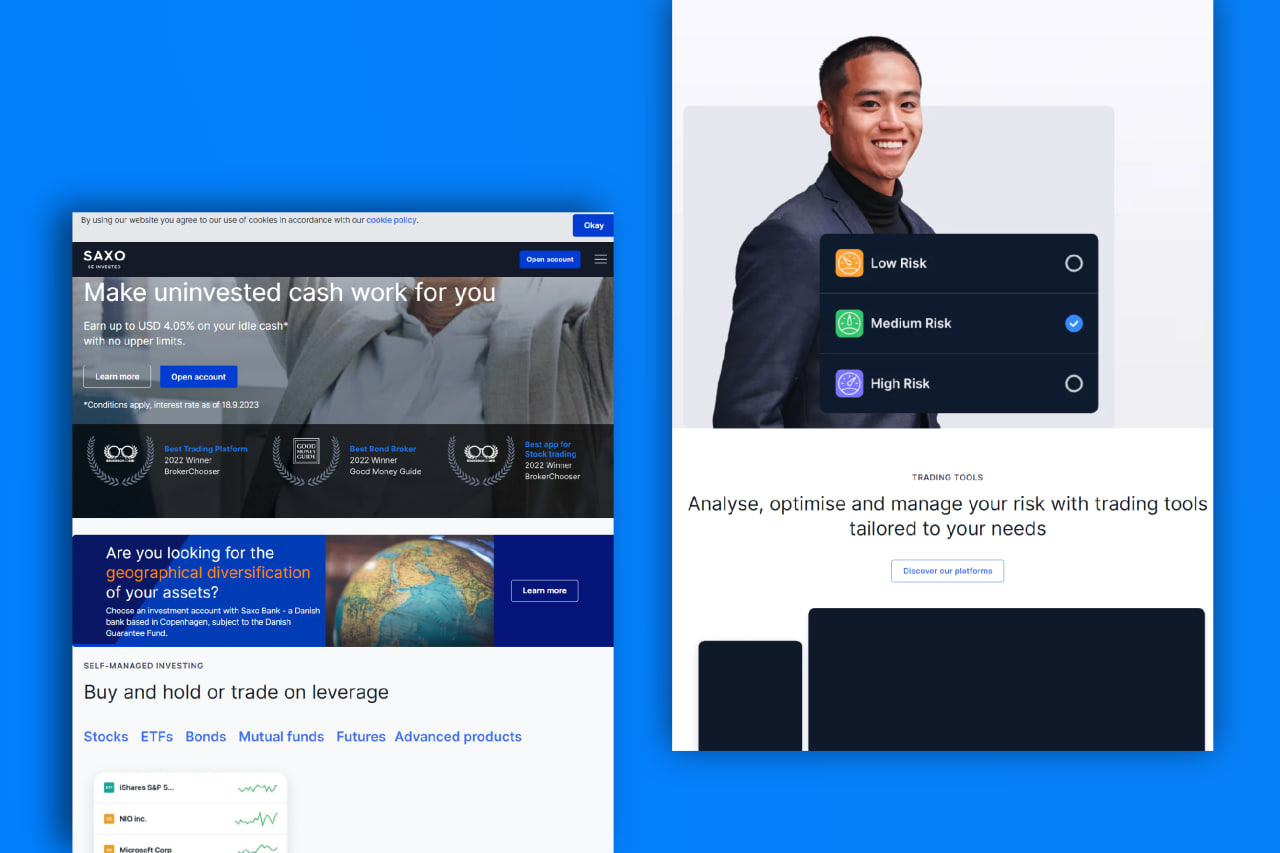 By using our website you agree to our use of cookies in accordance with our cookie policy.
Okay
SAXO
BE INVESTED
Open account
Make uninvested cash work for you
Earn up to USD 4.05% on your idle cash*
with no upper limits.
Learn more
Open account
*Conditions apply, interest rate as of 18.9.2023
Best Trading Platform
2022 Winner
BrokerChooser
GOOD
MONEY
GUIDE
Best Bond Broker
2022 Winner
Good Money Guide
Best app for
Stock trading
2022 Winner
BrokerChooser
Are you looking for the
geographical diversification
of your assets?
Choose an investment account with Saxo Bank - a Danish
bank based in Copenhagen, subject to the Danish
Guarantee Fund.
Learn more
SELF-MANAGED INVESTING
Buy and hold or trade on leverage
Stocks ETFs Bonds Mutual funds Futures Advanced products
iShares S&P 5...
NIO inc.
Microsoft Corp
Low Risk
Medium Risk
High Risk
TRADING TOOLS
Analyse, optimise and manage your risk with trading tools
tailored to your needs
Discover our platforms